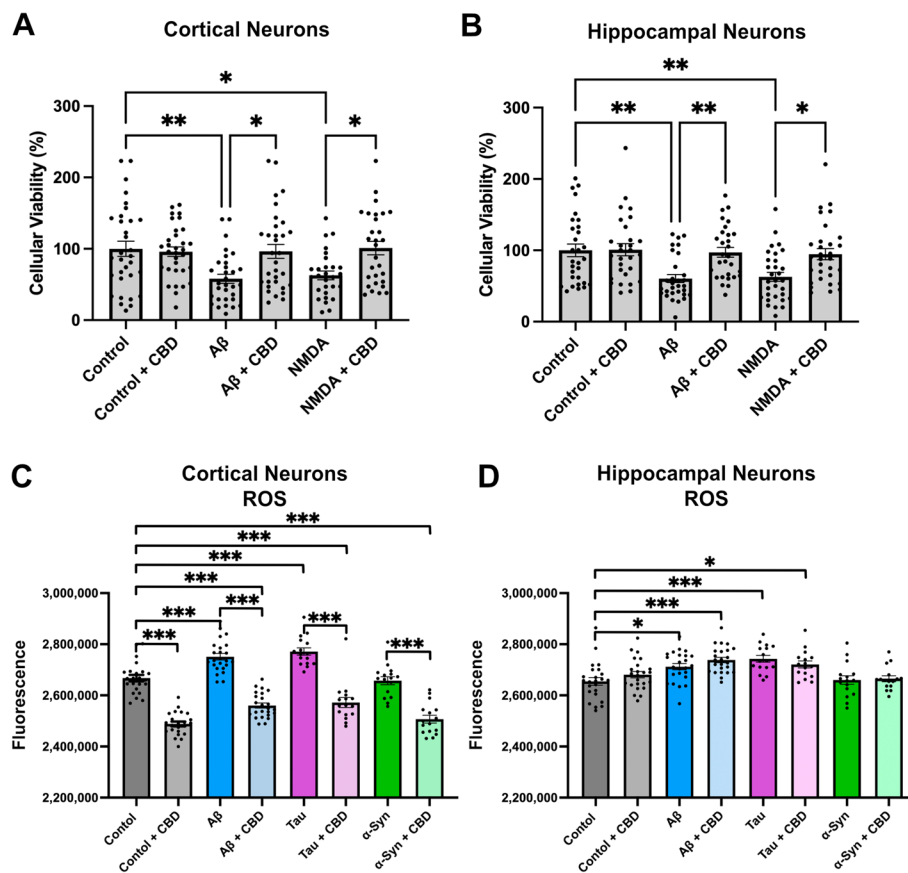 A
Cortical Neurons
*
** * *
Cellular Viability (%)
300
200
100
0
Control
Control + CBD
Aβ
Aβ + CBD
NMDA
NMDA + CBD
B
Hippocampal Neurons
**
** ** *
Cellular Viability (%)
300
200
100
0
Control
Control + CBD
Aβ
Aβ + CBD
NMDA
NMDA + CBD
C
Cortical Neurons
ROS
***
***
***
***
*** ***
*** *** ***
Fluorescence
3,000,000
2,800,000
2,600,000
2,400,000
2,200,000
Contol
Contol + CBD
Aβ
Aβ + CBD
Tau
Tau + CBD
α-Syn
α-Syn + CBD
D
Hippocampal Neurons
ROS
*
***
***
*
Fluorescence
3,000,000
2,800,000
2,600,000
2,400,000
2,200,000
Contol
Contol + CBD
Aβ
Aβ + CBD
Tau
Tau + CBD
α-Syn
α-Syn + CBD